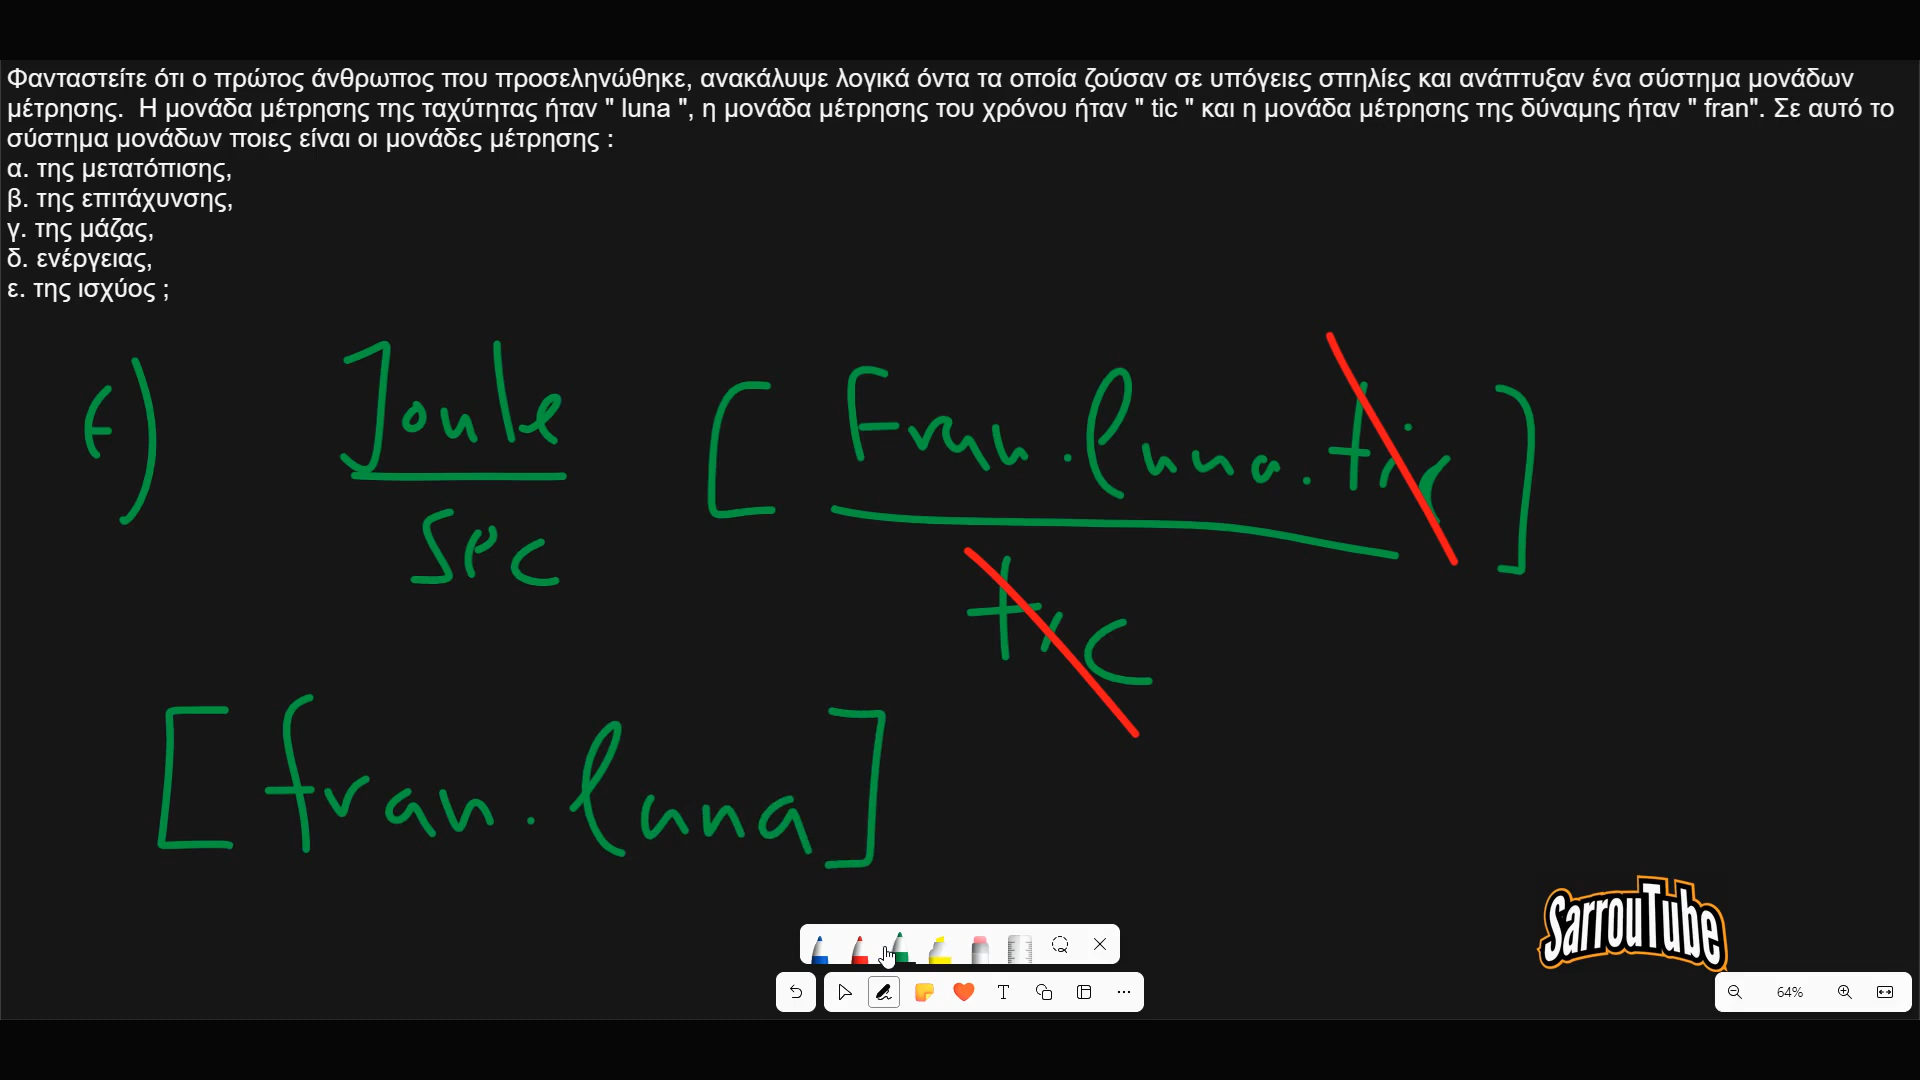 Φανταστείτε ότι ο πρώτος άνθρωπος που προσεληνώθηκε, ανακάλυψε λογικά όντα τα οποία ζούσαν σε υπόγειες σπηλίες και ανάπτυξαν ένα σύστημα μονάδων
μέτρησης. Η μονάδα μέτρησης της ταχύτητας ήταν " luna ", η μονάδα μέτρησης του χρόνου ήταν " tic " και η μονάδα μέτρησης της δύναμης ήταν " fran". Σε αυτό το
σύστημα μονάδων ποιες είναι οι μονάδες μέτρησης :
α. της μετατόπισης,
β. της επιτάχυνσης,
γ. της μάζας,
δ. ενέργειας,
ε. της ισχύος ;
ε) Joule [ Fran . luna . tic ]
sec tic
[ fran . luna ]
SarrouTube
64%